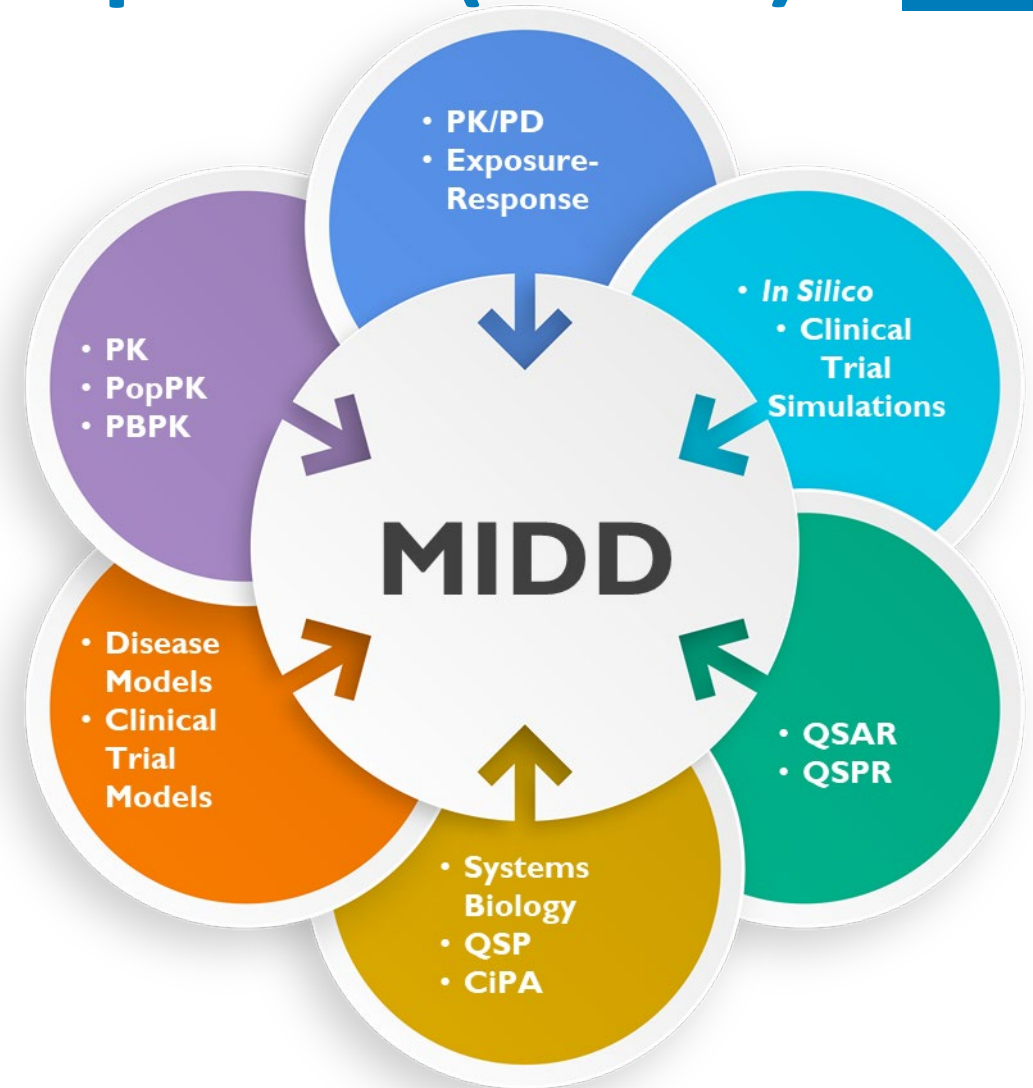 • PK/PD
• Exposure-
Response
• In Silico
• Clinical
Trial
Simulations
• PK
• PopPK
• PBPK
MIDD
• Disease
Models
• Clinical
Trial
Models
• QSAR
• QSPR
• Systems
Biology
• QSP
• CiPA